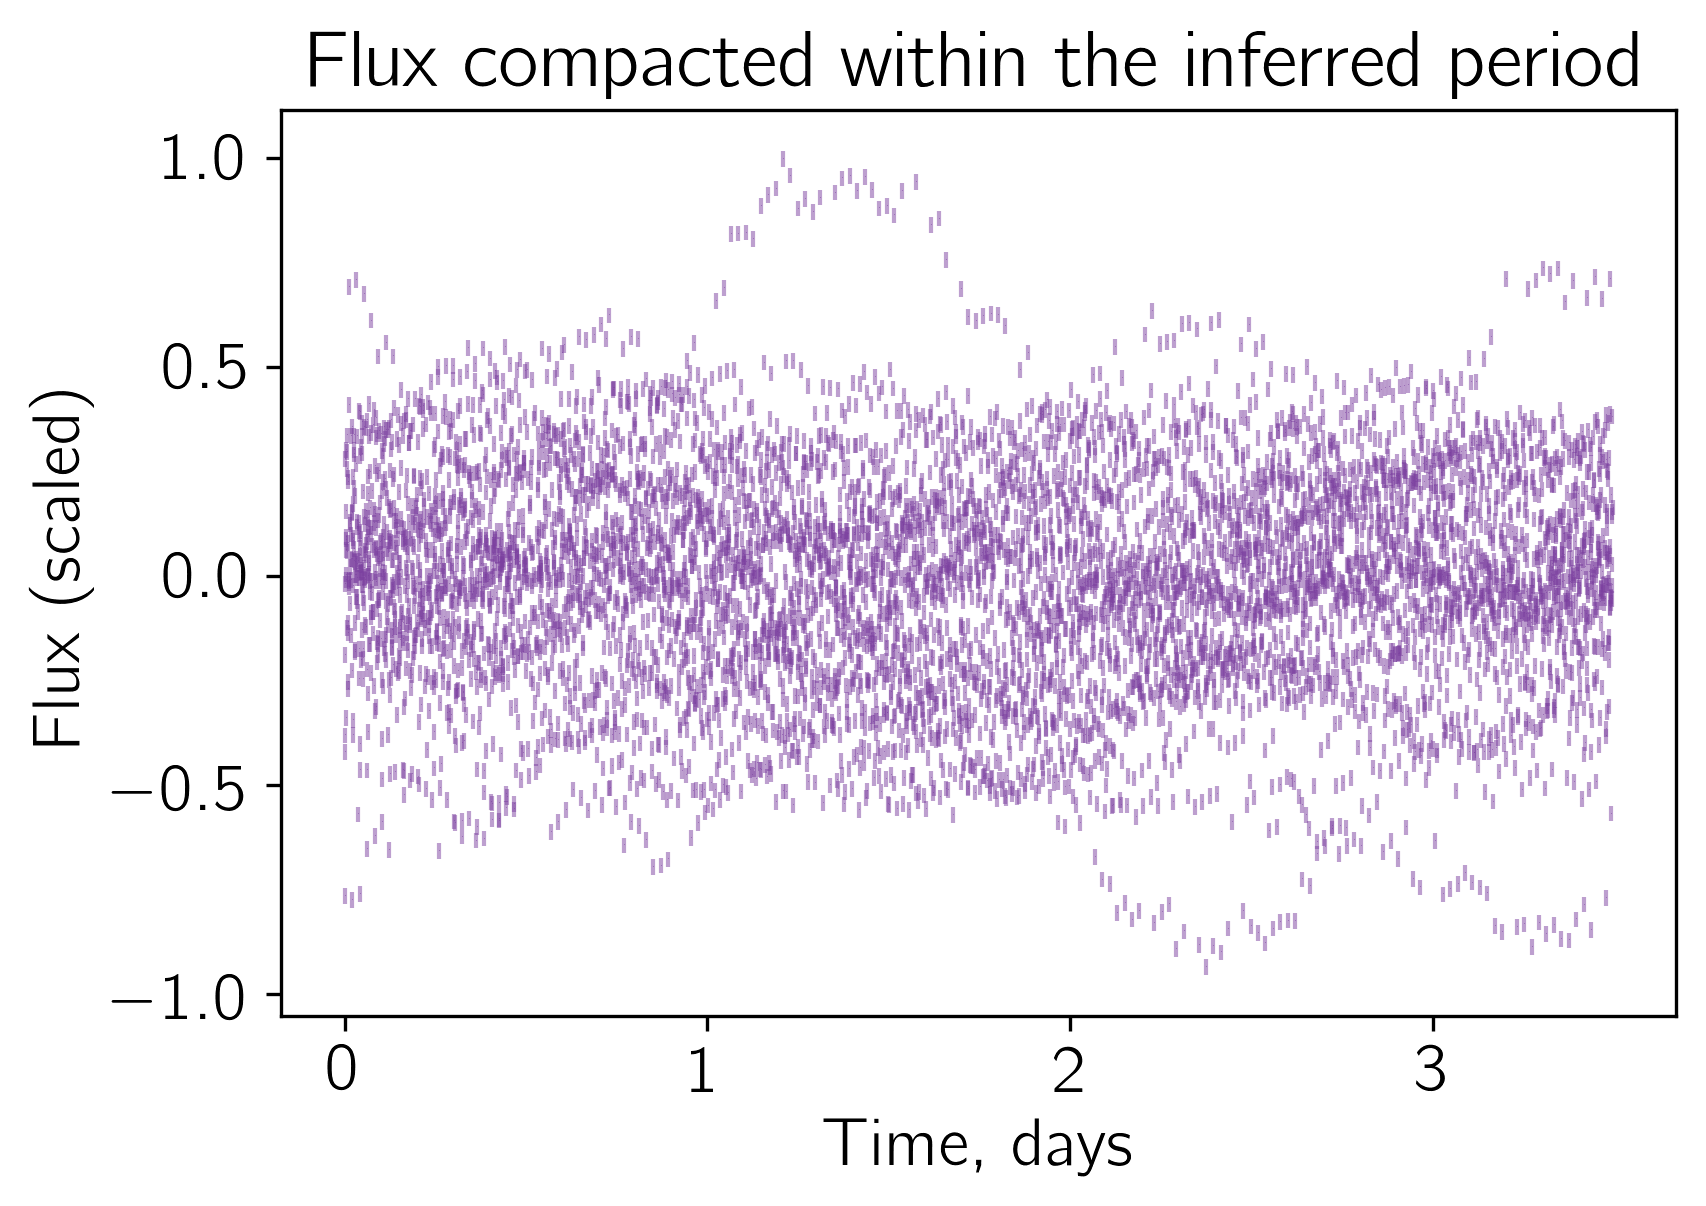 Flux compacted within the inferred period
1.0
0.5
0.0
−0.5
−1.0
Flux (scaled)
0 1 2 3
Time, days